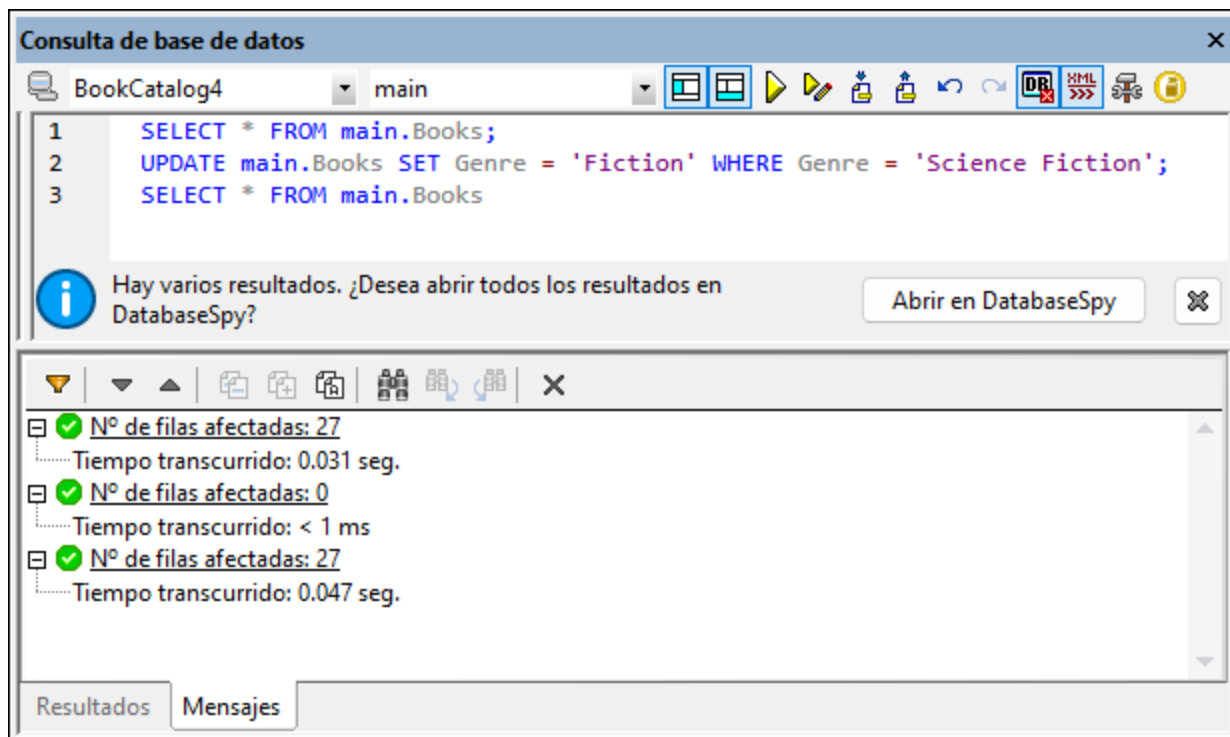 Consulta de base de datos
BookCatalog4 main
1 SELECT * FROM main.Books;
2 UPDATE main.Books SET Genre = 'Fiction' WHERE Genre = 'Science Fiction';
3 SELECT * FROM main.Books
Hay varios resultados. ¿Desea abrir todos los resultados en
DatabaseSpy?
Abrir en DatabaseSpy
Nº de filas afectadas: 27
Tiempo transcurrido: 0.031 seg.
Nº de filas afectadas: 0
Tiempo transcurrido: < 1 ms
Nº de filas afectadas: 27
Tiempo transcurrido: 0.047 seg.
Resultados Mensajes